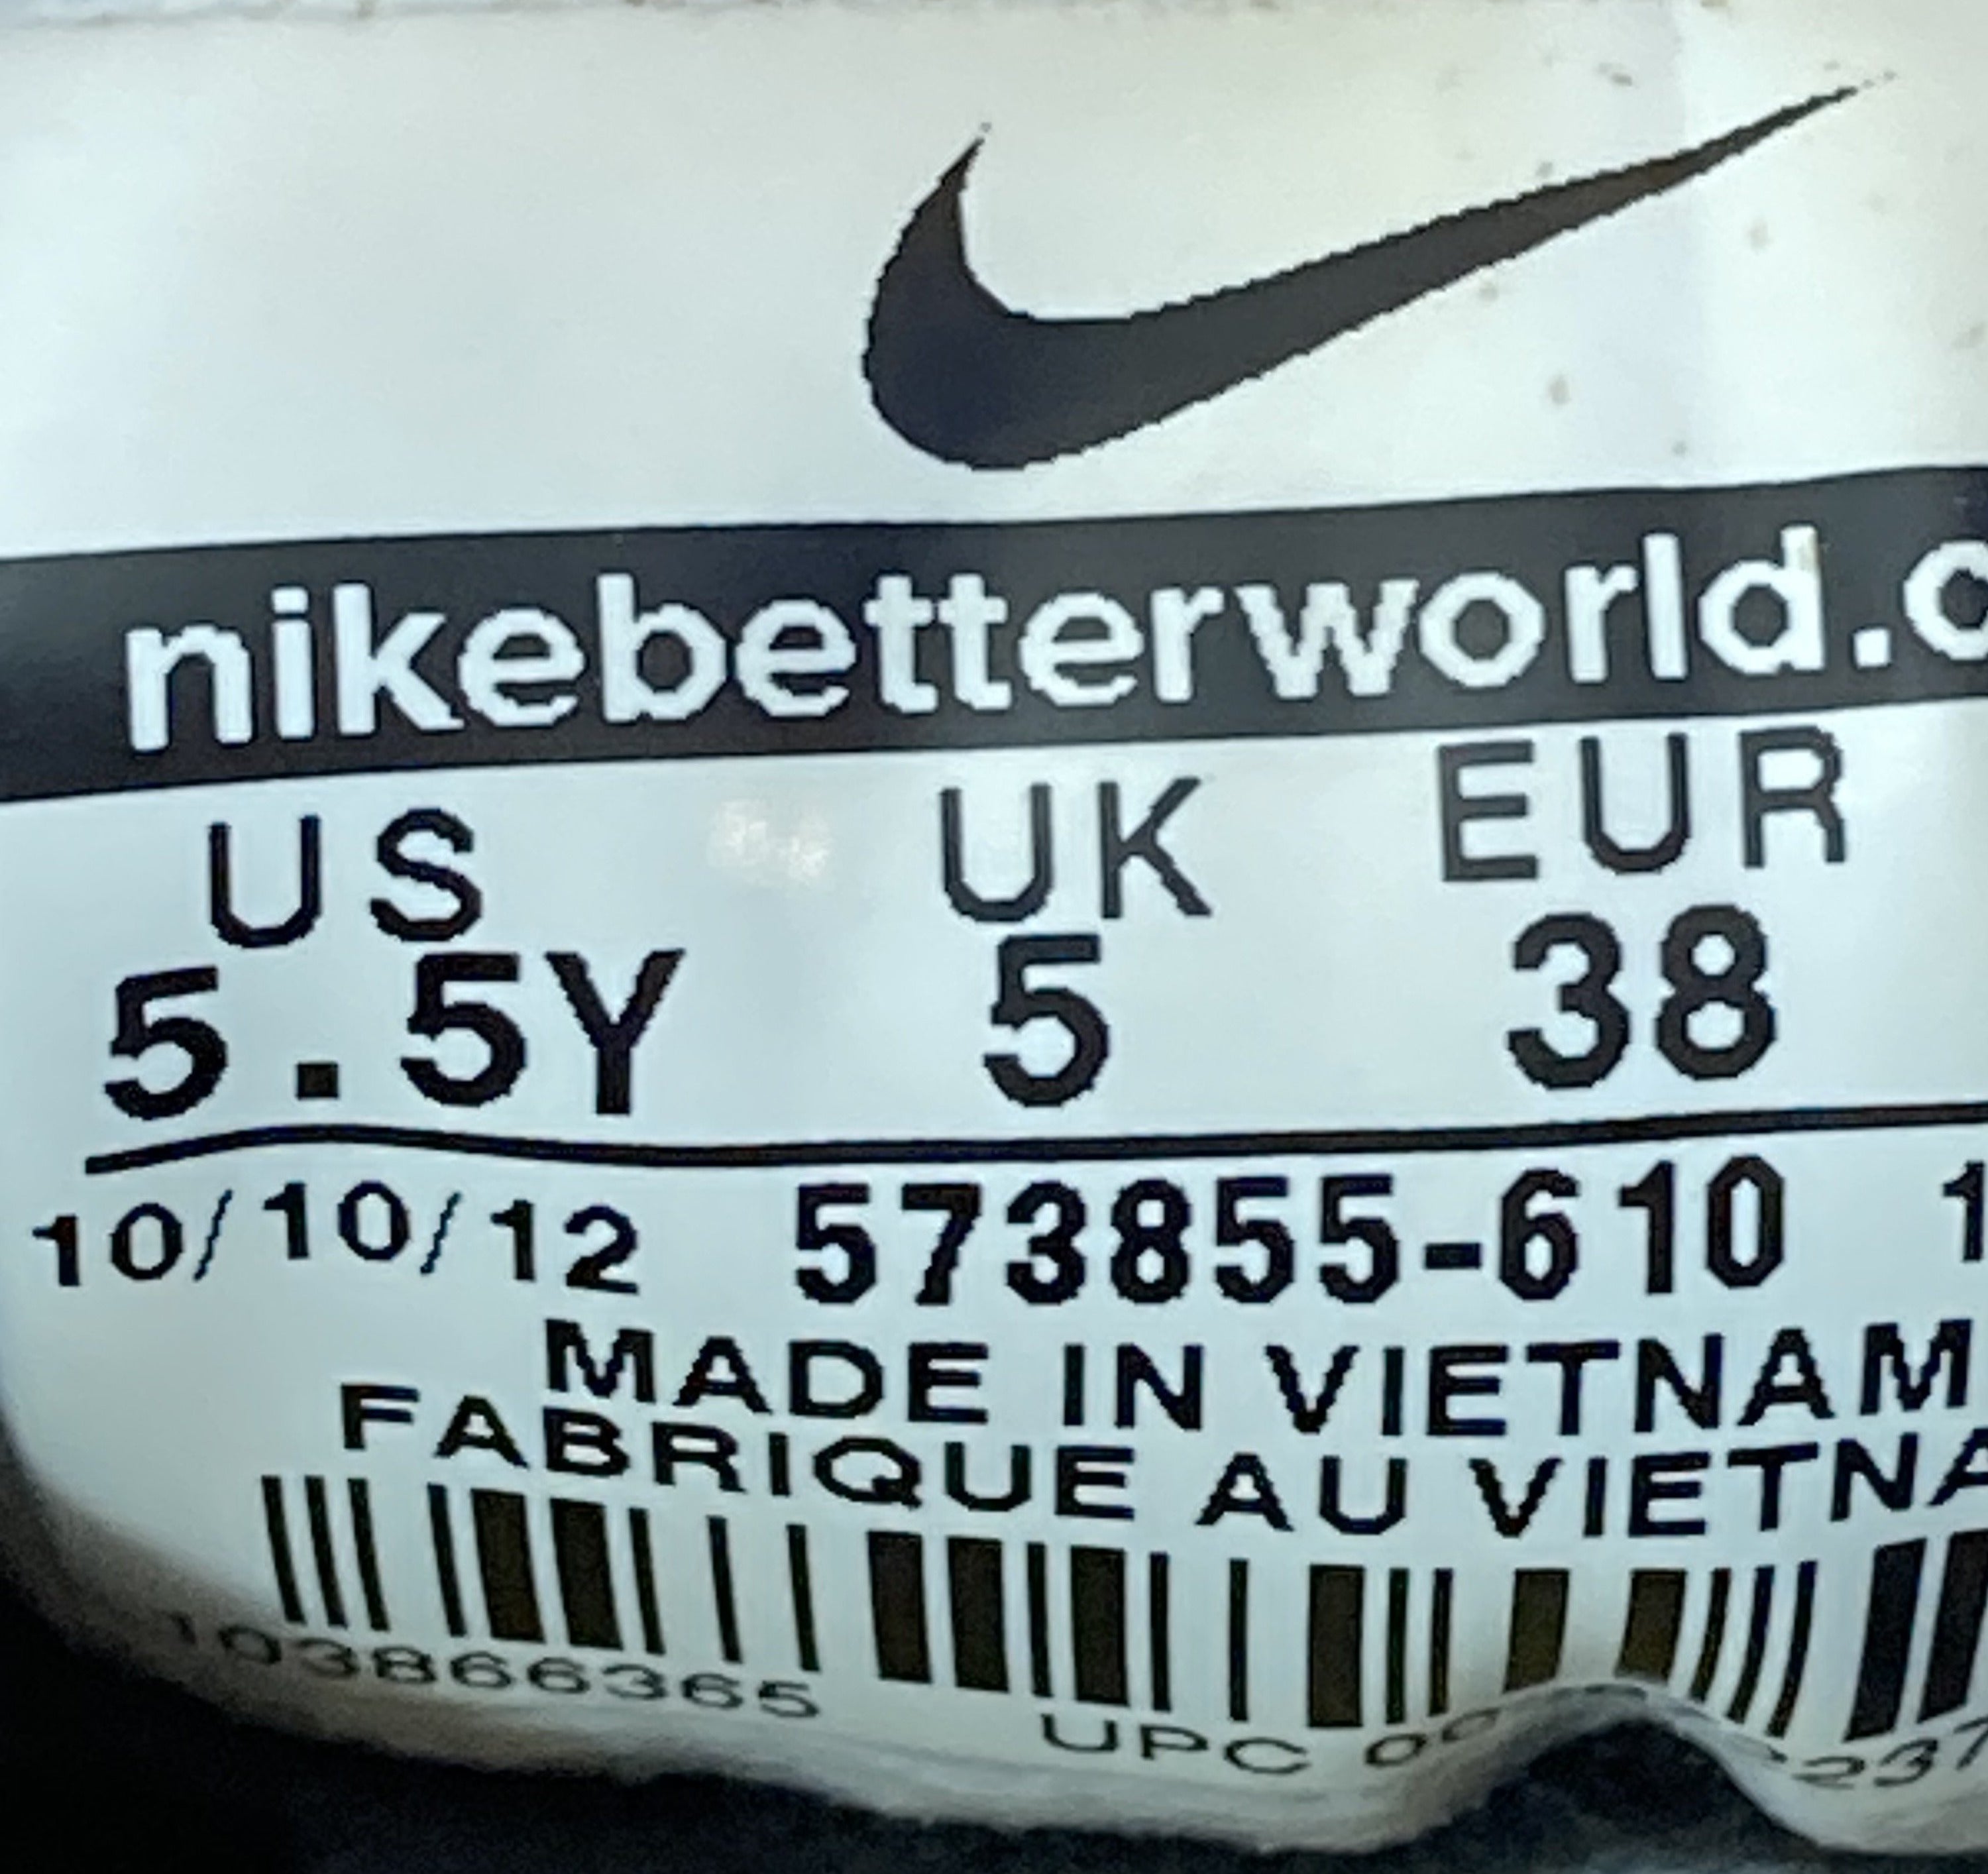 nikebetterworld.c
US UK EUR
5.5Y 5 38
10/10/12 573855-610 1
MADE IN VIETNAM
FABRIQUE AU VIETNA
103866365
UPC